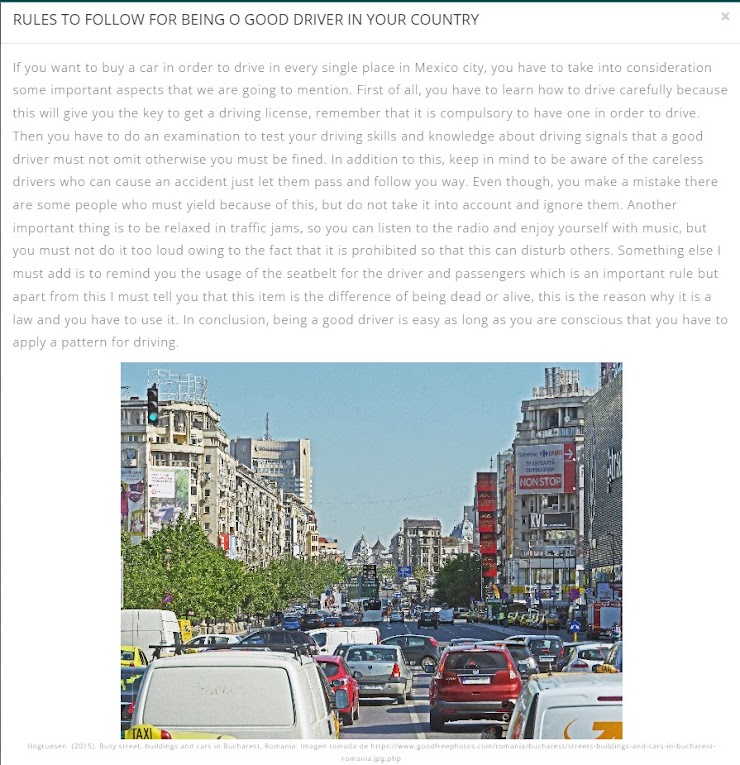 RULES TO FOLLOW FOR BEING O GOOD DRIVER IN YOUR COUNTRY
×
If you want to buy a car in order to drive in every single place in Mexico city, you have to take into consideration
some important aspects that we are going to mention. First of all, you have to learn how to drive carefully because
this will give you the key to get a driving license, remember that it is compulsory to have one in order to drive.
Then you have to do an examination to test your driving skills and knowledge about driving signals that a good
driver must not omit otherwise you must be fined. In addition to this, keep in mind to be aware of the careless
drivers who can cause an accident just let them pass and follow you way. Even though, you make a mistake there
are some people who must yield because of this, but do not take it into account and ignore them. Another
important thing is to be relaxed in traffic jams, so you can listen to the radio and enjoy yourself with music, but
you must not do it too loud owing to the fact that it is prohibited so that this can disturb others. Something else I
must add is to remind you the usage of the seatbelt for the driver and passengers which is an important rule but
apart from this I must tell you that this item is the difference of being dead or alive, this is the reason why it is a
law and you have to use it. In conclusion, being a good driver is easy as long as you are conscious that you have to
apply a pattern for driving.
TE AȘTEAPTĂ
NONSTOP
TAXI
Hogruesen. (2015). Busy street, buildings and cars in Bucharest, Romania. Imagen tomada de https://www.goodfreephotos.com/romania/bucharest/streets-buildings-and-cars-in-bucharest-
romania.jpg.php